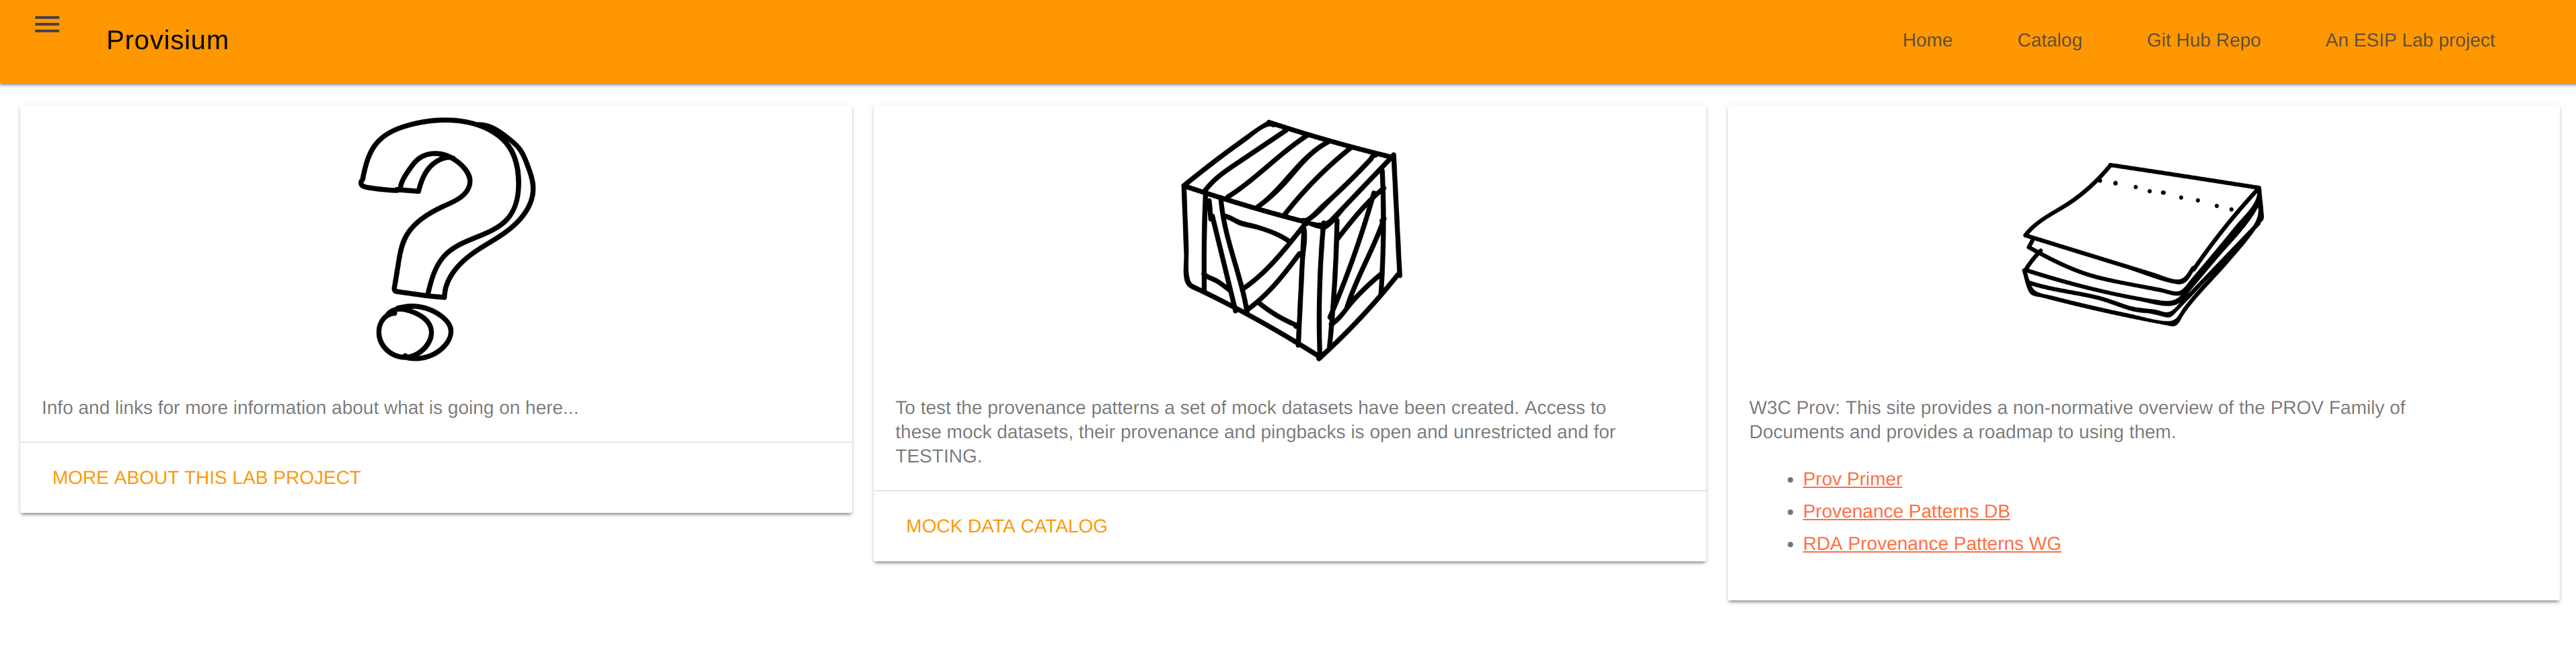 Provisium
Home
Catalog
Git Hub Repo
An ESIP Lab project
Info and links for more information about what is going on here...
MORE ABOUT THIS LAB PROJECT
To test the provenance patterns a set of mock datasets have been created. Access to
these mock datasets, their provenance and pingbacks is open and unrestricted and for
TESTING.
MOCK DATA CATALOG
W3C Prov: This site provides a non-normative overview of the PROV Family of
Documents and provides a roadmap to using them.
Prov Primer
Provenance Patterns DB
RDA Provenance Patterns WG